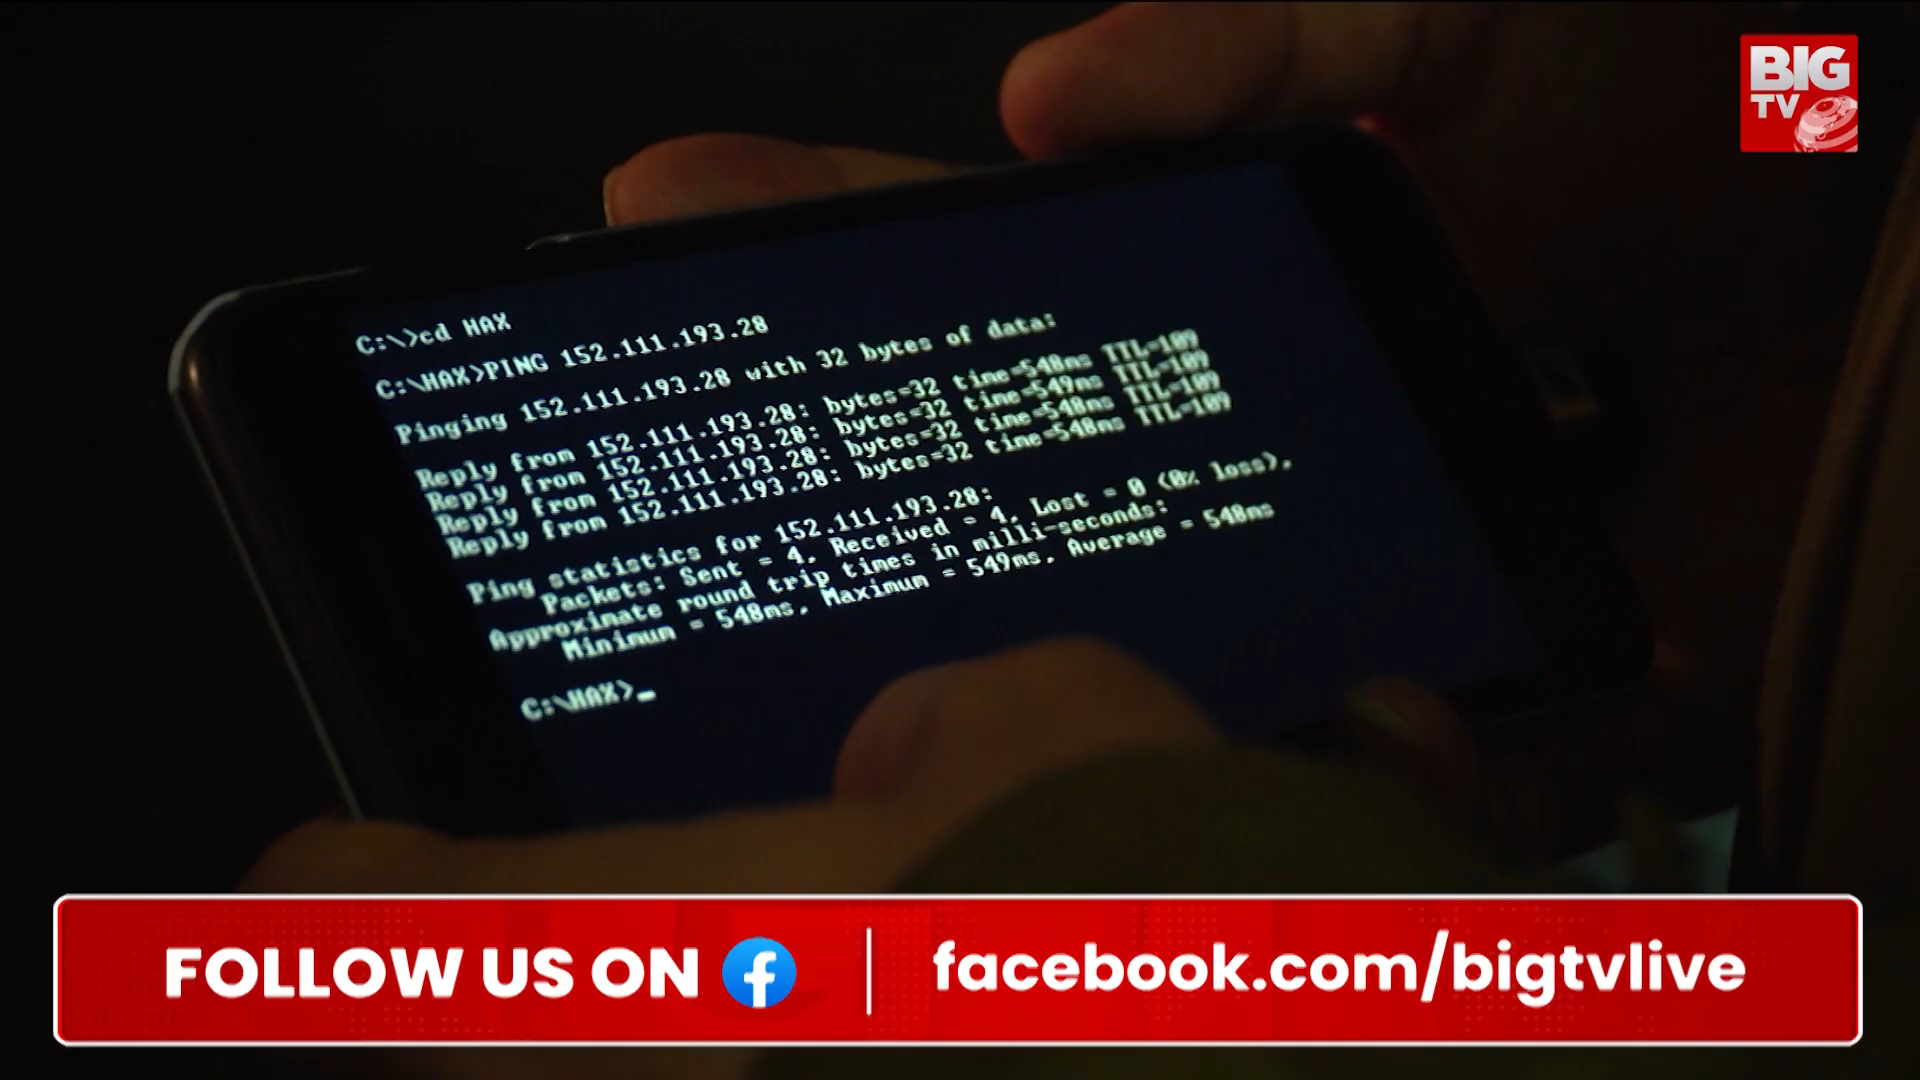 BIG
TV
C:\>cd HAX
C:\HAX>PING 152.111.193.28
Pinging 152.111.193.28 with 32 bytes of data:
Reply from 152.111.193.28: bytes=32 time=548ms TTL=109
Reply from 152.111.193.28: bytes=32 time=549ms TTL=109
Reply from 152.111.193.28: bytes=32 time=548ms TTL=109
Reply from 152.111.193.28: bytes=32 time=548ms TTL=109
Ping statistics for 152.111.193.28:
Packets: Sent = 4, Received = 4, Lost = 0 (0% loss),
Approximate round trip times in milli-seconds:
Minimum = 548ms, Maximum = 549ms, Average = 548ms
C:\HAX>_
FOLLOW US ON f | facebook.com/bigtvlive